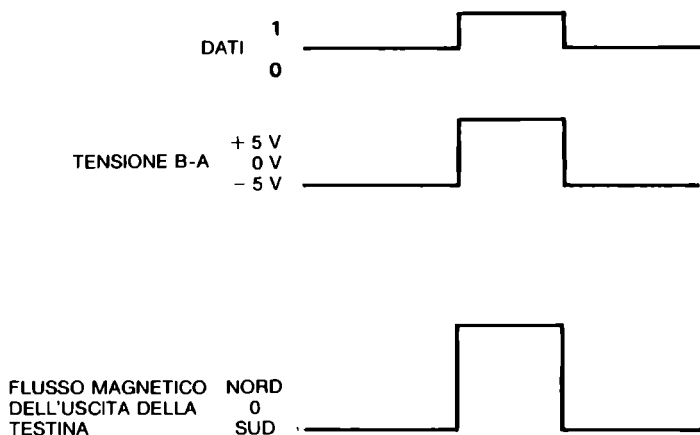 1
DATI
0
+ 5 V
TENSIONE B-A 0 V
– 5 V
FLUSSO MAGNETICO NORD
DELL'USCITA DELLA 0
TESTINA SUD